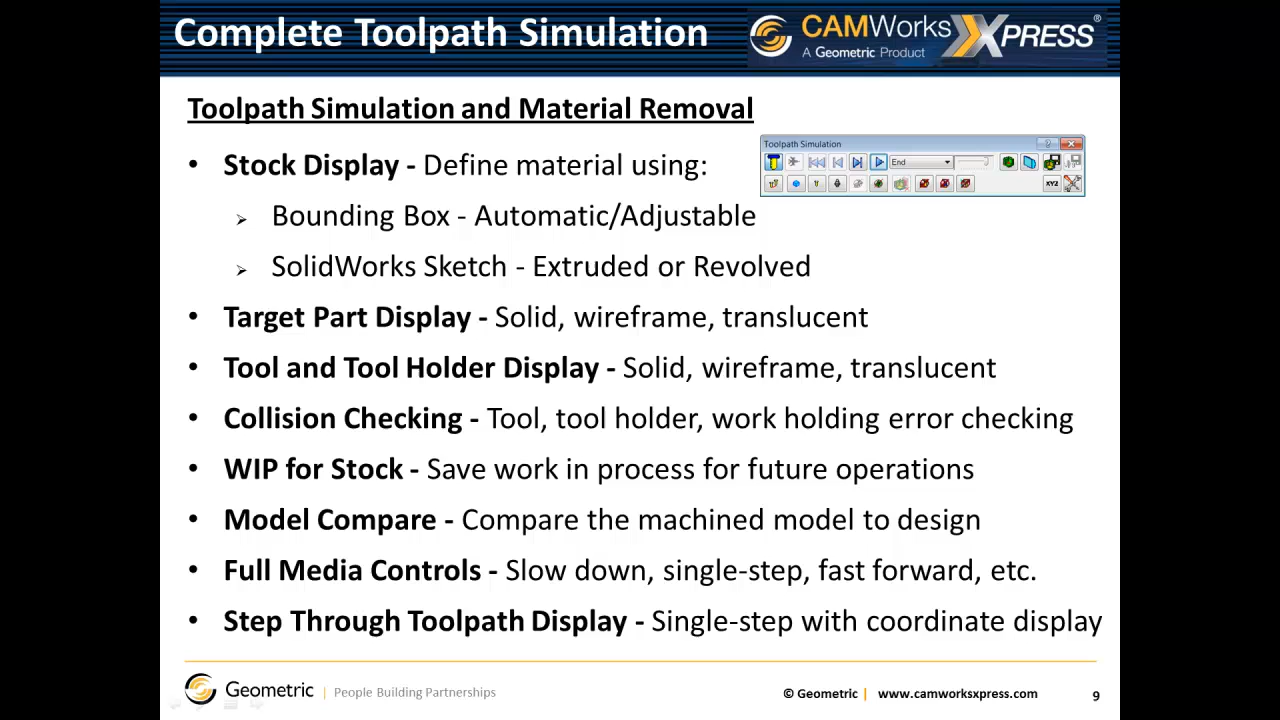 Complete Toolpath Simulation
CAMWorks XPRESS®
A Geometric Product
Toolpath Simulation and Material Removal
Toolpath Simulation
End
XYZ
• Stock Display - Define material using:
➢ Bounding Box - Automatic/Adjustable
➢ SolidWorks Sketch - Extruded or Revolved
• Target Part Display - Solid, wireframe, translucent
• Tool and Tool Holder Display - Solid, wireframe, translucent
• Collision Checking - Tool, tool holder, work holding error checking
• WIP for Stock - Save work in process for future operations
• Model Compare - Compare the machined model to design
• Full Media Controls - Slow down, single-step, fast forward, etc.
• Step Through Toolpath Display - Single-step with coordinate display
Geometric | People Building Partnerships
© Geometric | www.camworksxpress.com 9